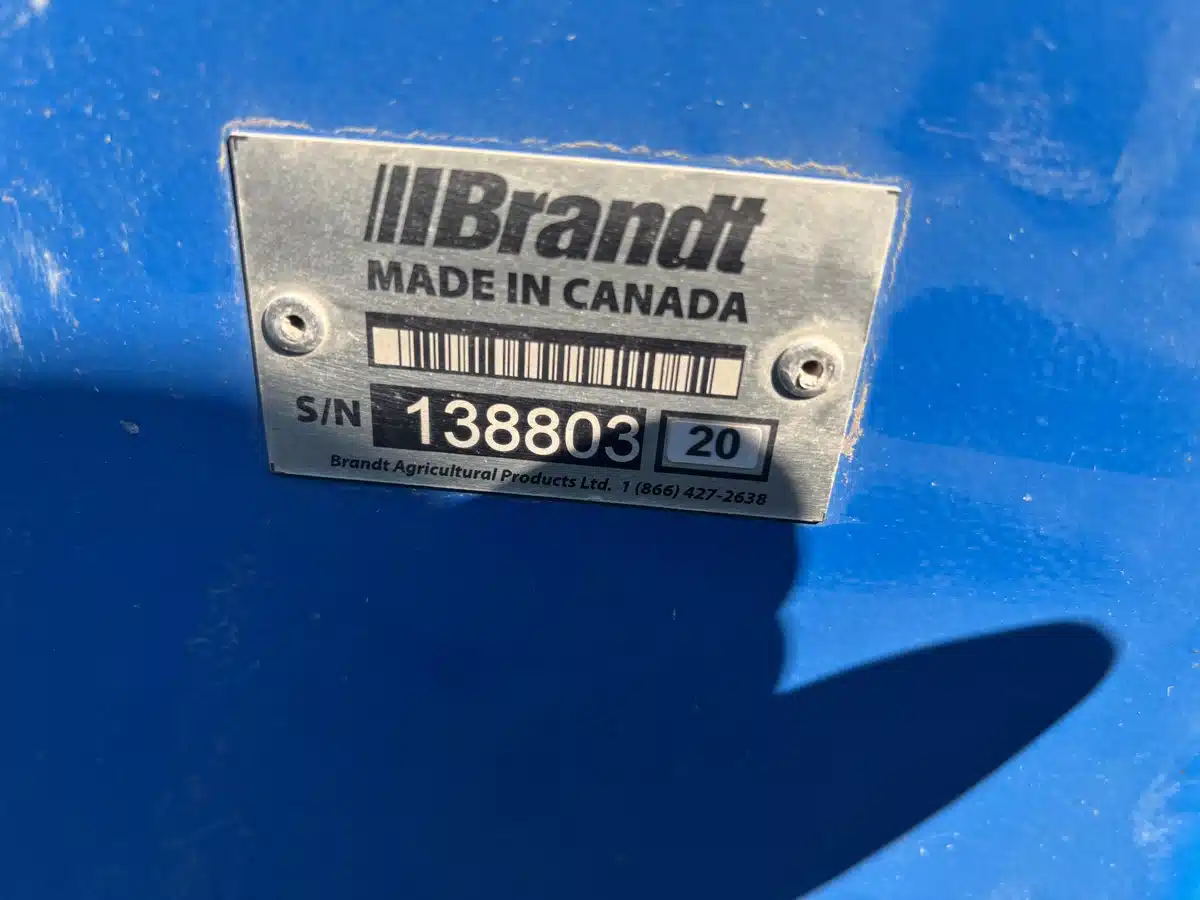 Brandt
MADE IN CANADA
S/N 138803 20
Brandt Agricultural Products Ltd. 1 (866) 427-2638